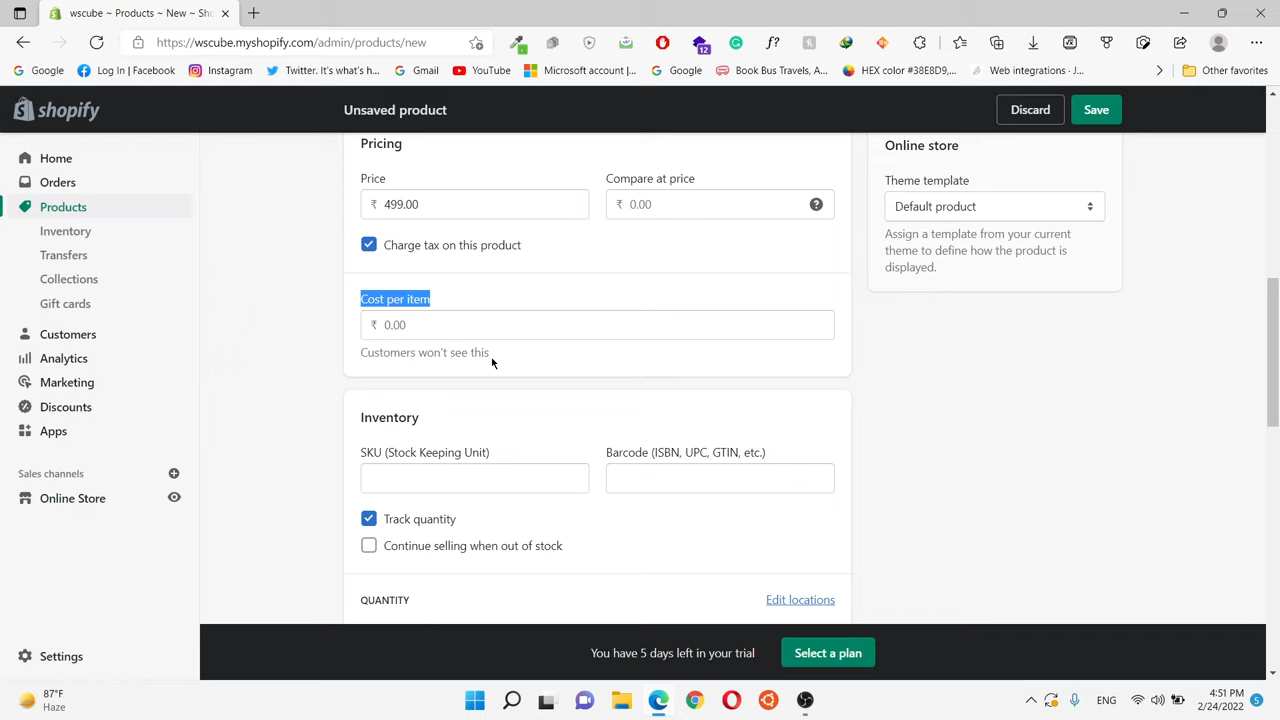 wscube ~ Products ~ New ~ Sho
https://wscube.myshopify.com/admin/products/new
12
f?
Google
Log In | Facebook
Instagram
Twitter. It's what's h...
Gmail
YouTube
Microsoft account |...
Google
Book Bus Travels, A...
HEX color #38E8D9,...
Web integrations · J...
Other favorites
shopify
Unsaved product
Discard
Save
Home
Orders
Products
Inventory
Transfers
Collections
Gift cards
Customers
Analytics
Marketing
Discounts
Apps
Sales channels
Online Store
Settings
Pricing
Price
Compare at price
₹ 499.00
₹ 0.00
Charge tax on this product
Cost per item
₹ 0.00
Customers won't see this
Inventory
SKU (Stock Keeping Unit)
Barcode (ISBN, UPC, GTIN, etc.)
Track quantity
Continue selling when out of stock
QUANTITY
Edit locations
Online store
Theme template
Default product
Assign a template from your current
theme to define how the product is
displayed.
You have 5 days left in your trial
Select a plan
87°F
Haze
ENG
4:51 PM
2/24/2022
5